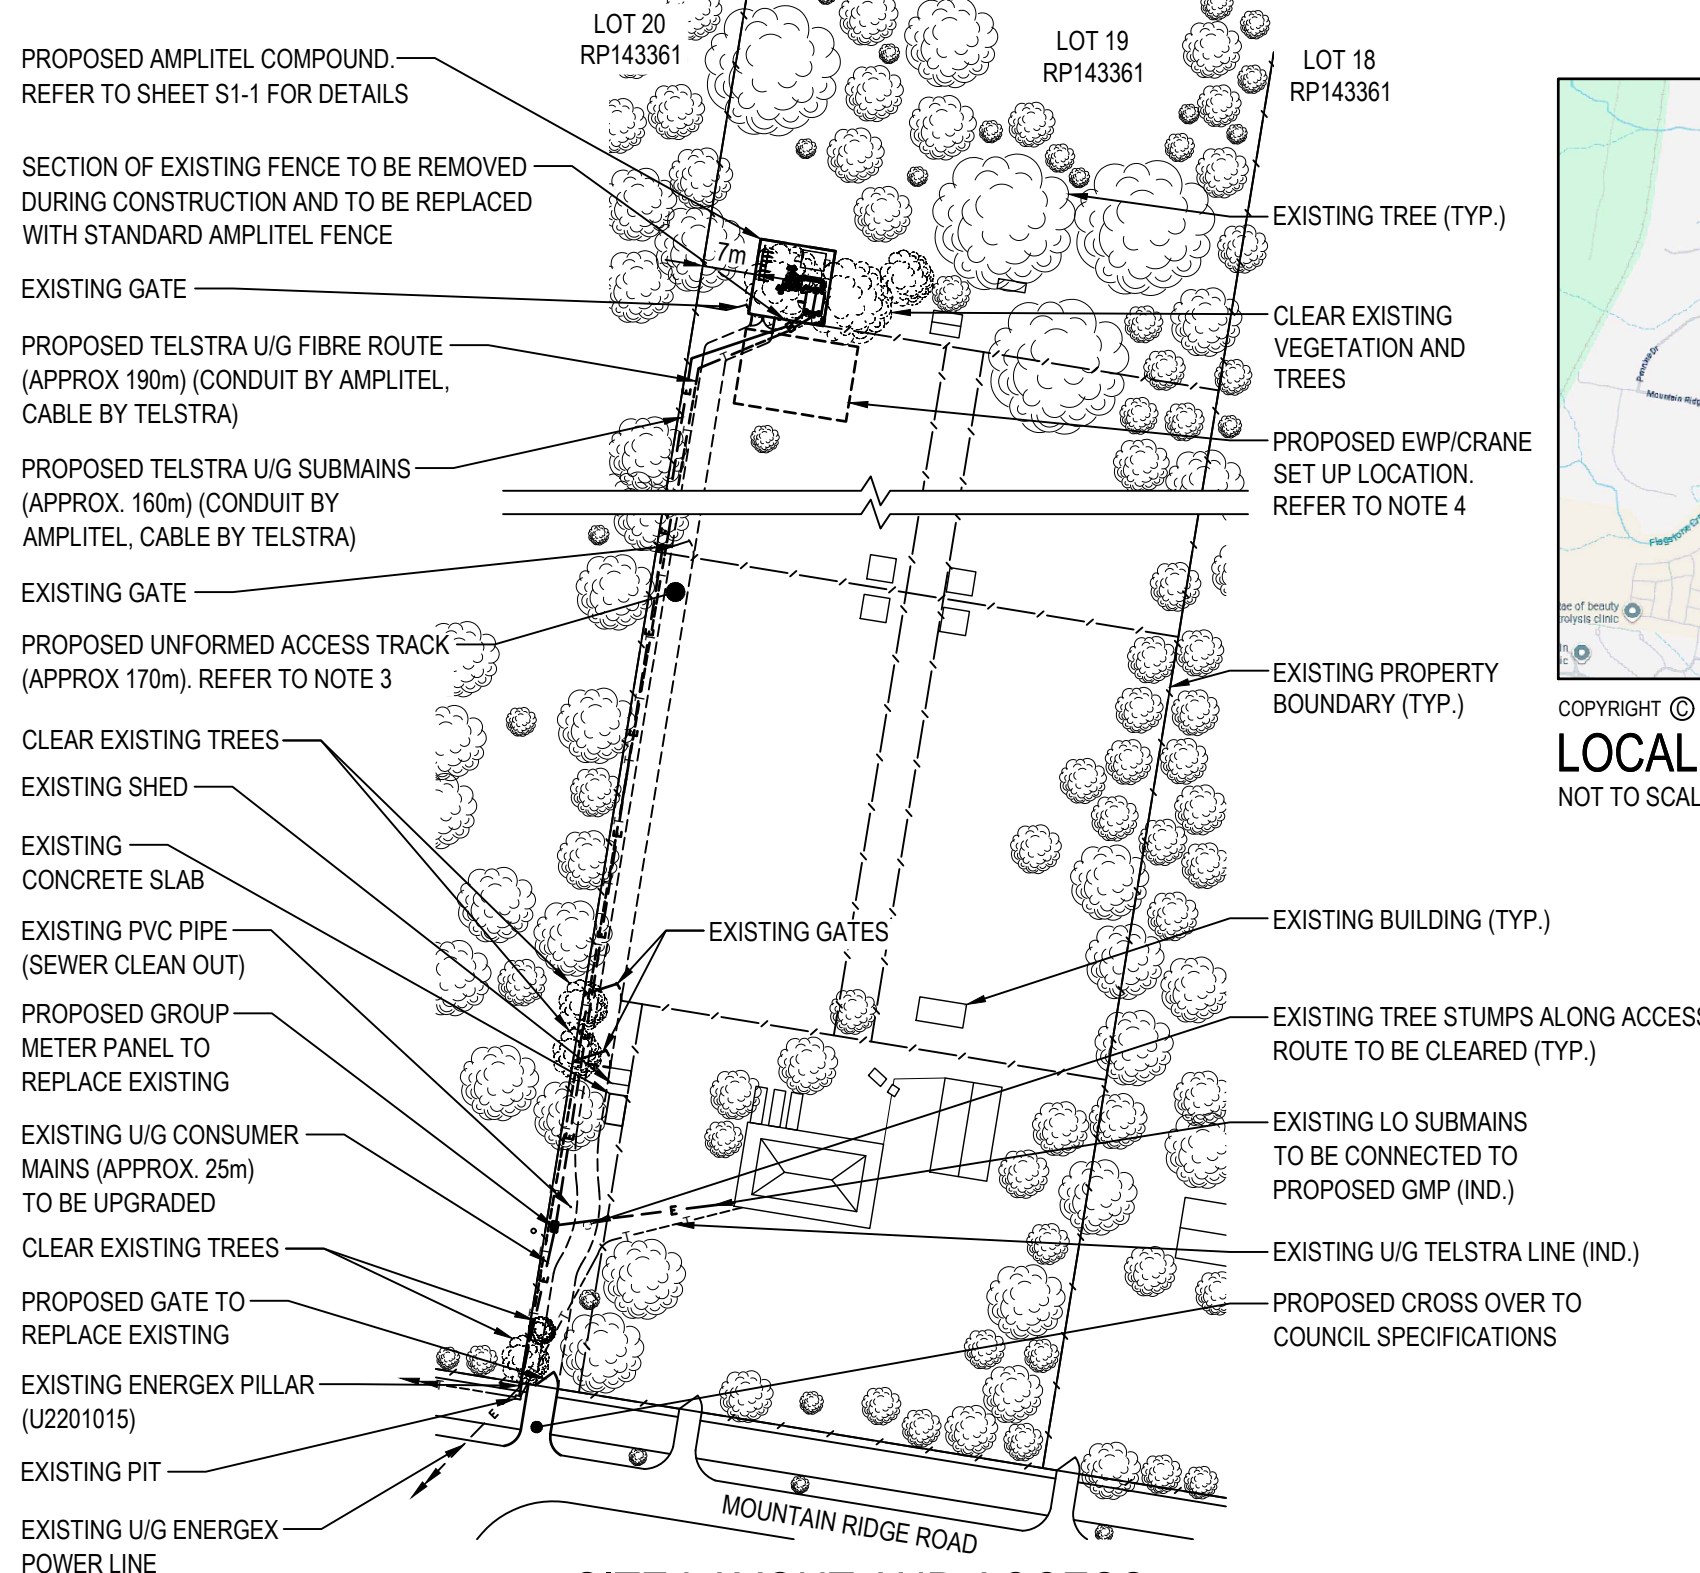 LOT 20
RP143361
LOT 19
RP143361
LOT 18
RP143361
PROPOSED AMPLITEL COMPOUND.
REFER TO SHEET S1-1 FOR DETAILS
SECTION OF EXISTING FENCE TO BE REMOVED
DURING CONSTRUCTION AND TO BE REPLACED
WITH STANDARD AMPLITEL FENCE
7m
EXISTING GATE
PROPOSED TELSTRA U/G FIBRE ROUTE
(APPROX 190m) (CONDUIT BY AMPLITEL,
CABLE BY TELSTRA)
PROPOSED TELSTRA U/G SUBMAINS
(APPROX. 160m) (CONDUIT BY
AMPLITEL, CABLE BY TELSTRA)
EXISTING GATE
PROPOSED UNFORMED ACCESS TRACK
(APPROX 170m). REFER TO NOTE 3
CLEAR EXISTING TREES
EXISTING SHED
EXISTING
CONCRETE SLAB
EXISTING PVC PIPE
(SEWER CLEAN OUT)
PROPOSED GROUP
METER PANEL TO
REPLACE EXISTING
EXISTING U/G CONSUMER
MAINS (APPROX. 25m)
TO BE UPGRADED
CLEAR EXISTING TREES
PROPOSED GATE TO
REPLACE EXISTING
EXISTING ENERGEX PILLAR
(U2201015)
EXISTING PIT
EXISTING U/G ENERGEX
POWER LINE
EXISTING GATES
E
E
MOUNTAIN RIDGE ROAD
EXISTING TREE (TYP.)
CLEAR EXISTING
VEGETATION AND
TREES
PROPOSED EWP/CRANE
SET UP LOCATION.
REFER TO NOTE 4
EXISTING PROPERTY
BOUNDARY (TYP.)
EXISTING BUILDING (TYP.)
EXISTING TREE STUMPS ALONG ACCESS
ROUTE TO BE CLEARED (TYP.)
EXISTING LO SUBMAINS
TO BE CONNECTED TO
PROPOSED GMP (IND.)
EXISTING U/G TELSTRA LINE (IND.)
PROPOSED CROSS OVER TO
COUNCIL SPECIFICATIONS
Mountain Ridg
of beauty
clinic
COPYRIGHT ©
LOCAL
NOT TO SCAL
SITE LAYOUT AND ACCESS